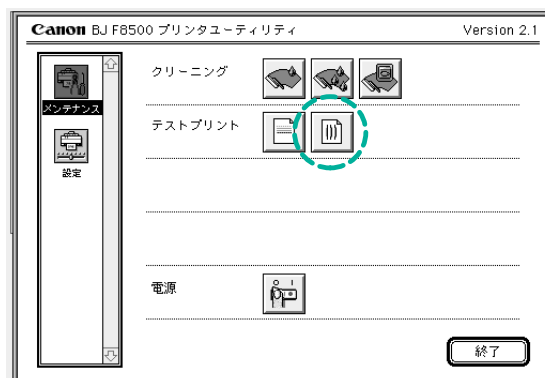 Canon BJ F8500 プリンタユーティリティ Version 2.1
クリーニング
メンテナンス
テストプリント
設定
電源
終了